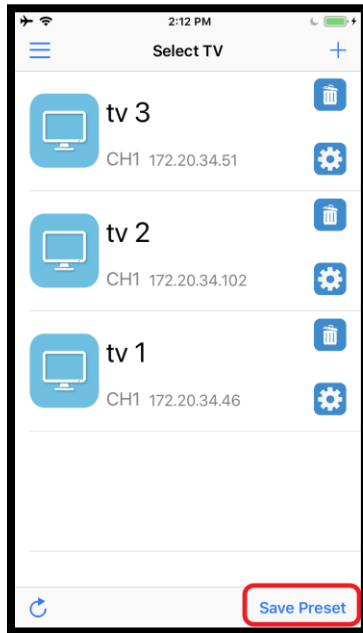 2:12 PM
Select TV
tv 3
CH1 172.20.34.51
tv 2
CH1 172.20.34.102
tv 1
CH1 172.20.34.46
Save Preset